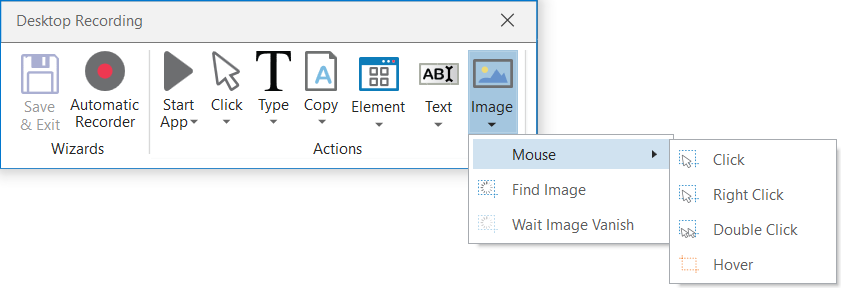 Desktop Recording
Save
& Exit
Automatic
Recorder
Start
App
Click
T
Type
A
Copy
Element
AB
Text
Image
Wizards
Actions
Mouse
Find Image
Wait Image Vanish
Click
Right Click
Double Click
Hover